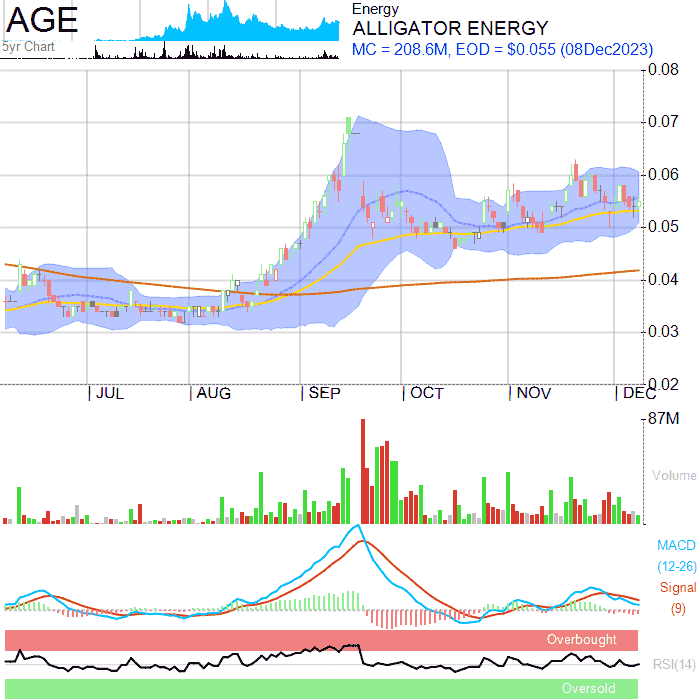 AGE
5yr Chart
Energy
ALLIGATOR ENERGY
MC = 208.6M, EOD = $0.055 (08Dec2023)
0.08
0.07
0.06
0.05
0.04
0.03
0.02
JUL AUG SEP OCT NOV DEC
87M
Volume
MACD
(12-26)
Signal
(9)
Overbought
RSI(14)
Oversold